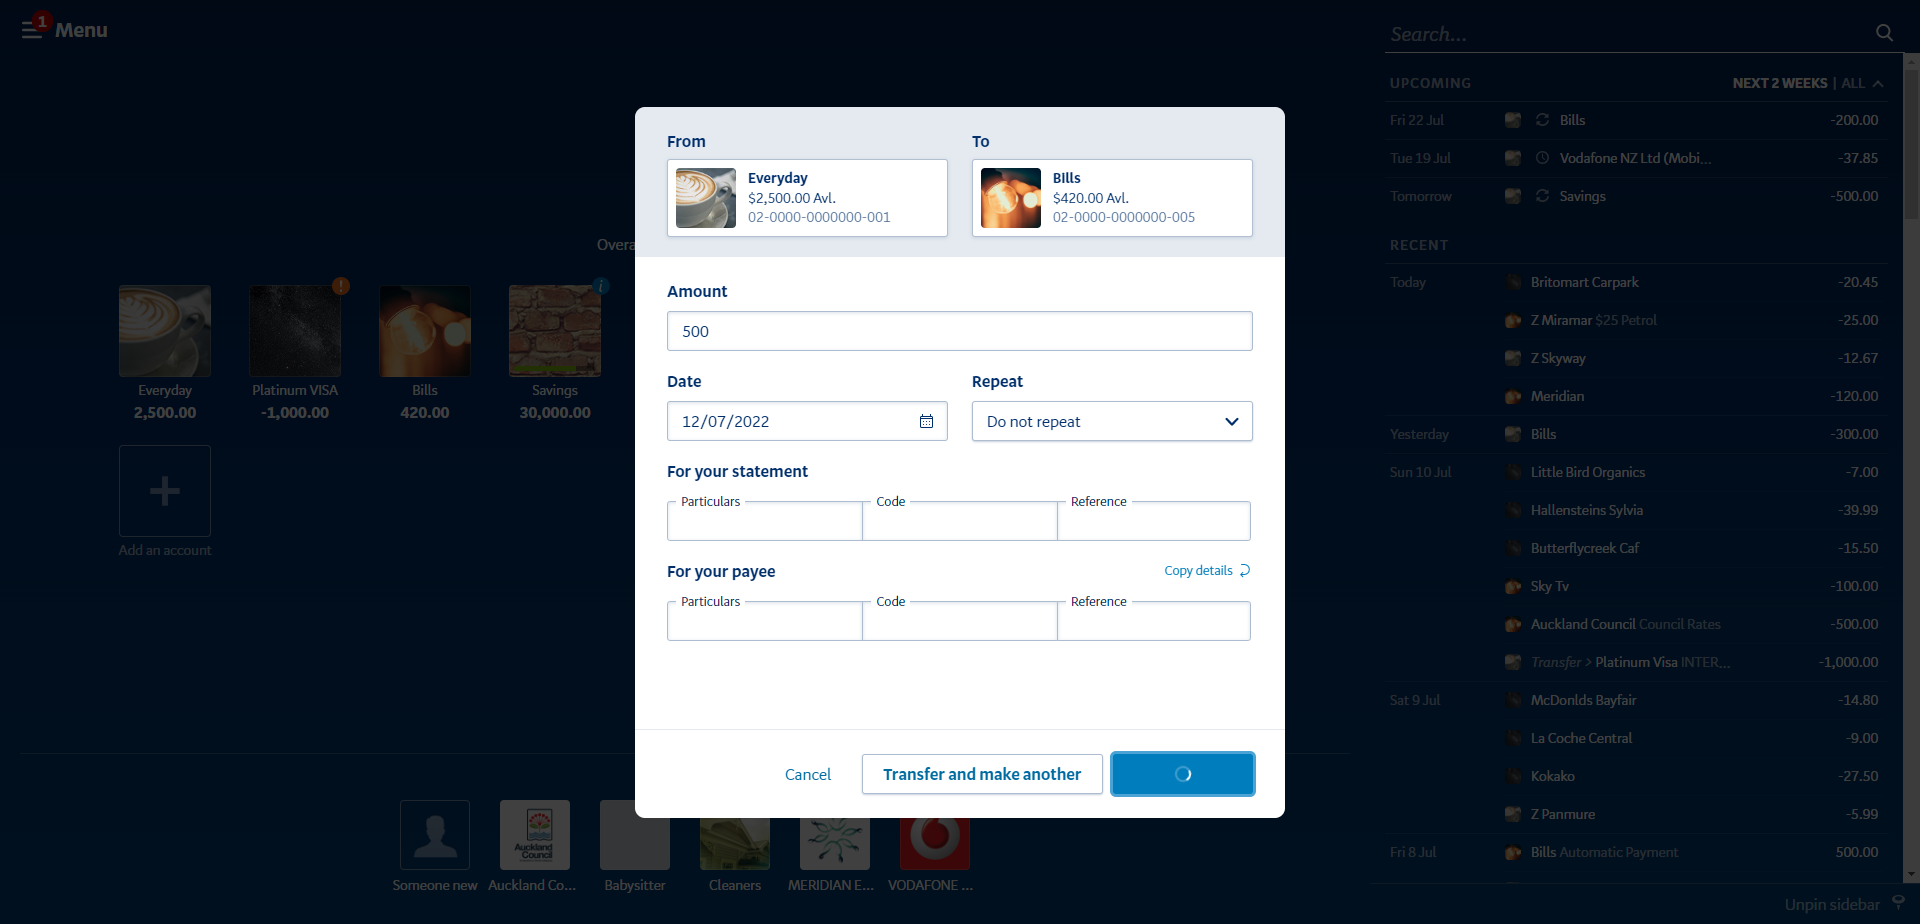 1
Menu
Search...
UPCOMING
NEXT 2 WEEKS | ALL
Fri 22 Jul Bills -200.00
Tue 19 Jul Vodafone NZ Ltd (Mobi... -37.85
Tomorrow Savings -500.00
RECENT
Today Britomart Carpark -20.45
Z Miramar $25 Petrol -25.00
Z Skyway -12.67
Meridian -120.00
Yesterday Bills -300.00
Sun 10 Jul Little Bird Organics -7.00
Hallensteins Sylvia -39.99
Butterflycreek Caf -15.50
Sky Tv -100.00
Auckland Council Council Rates -500.00
Transfer > Platinum Visa INTER... -1,000.00
Sat 9 Jul McDonlds Bayfair -14.80
La Coche Central -9.00
Kokako -27.50
Z Panmure -5.99
Fri 8 Jul Bills Automatic Payment 500.00
Unpin sidebar
Overa
Everyday
2,500.00
Platinum VISA
-1,000.00
Bills
420.00
Savings
30,000.00
Add an account
From
Everyday
$2,500.00 Avl.
02-0000-0000000-001
To
BIlls
$420.00 Avl.
02-0000-0000000-005
Amount
500
Date
12/07/2022
Repeat
Do not repeat
For your statement
Particulars Code Reference
For your payee
Copy details
Particulars Code Reference
Cancel
Transfer and make another
Auckland
Council
Someone new
Auckland Co...
Babysitter
Cleaners
MERIDIAN E...
VODAFONE ...